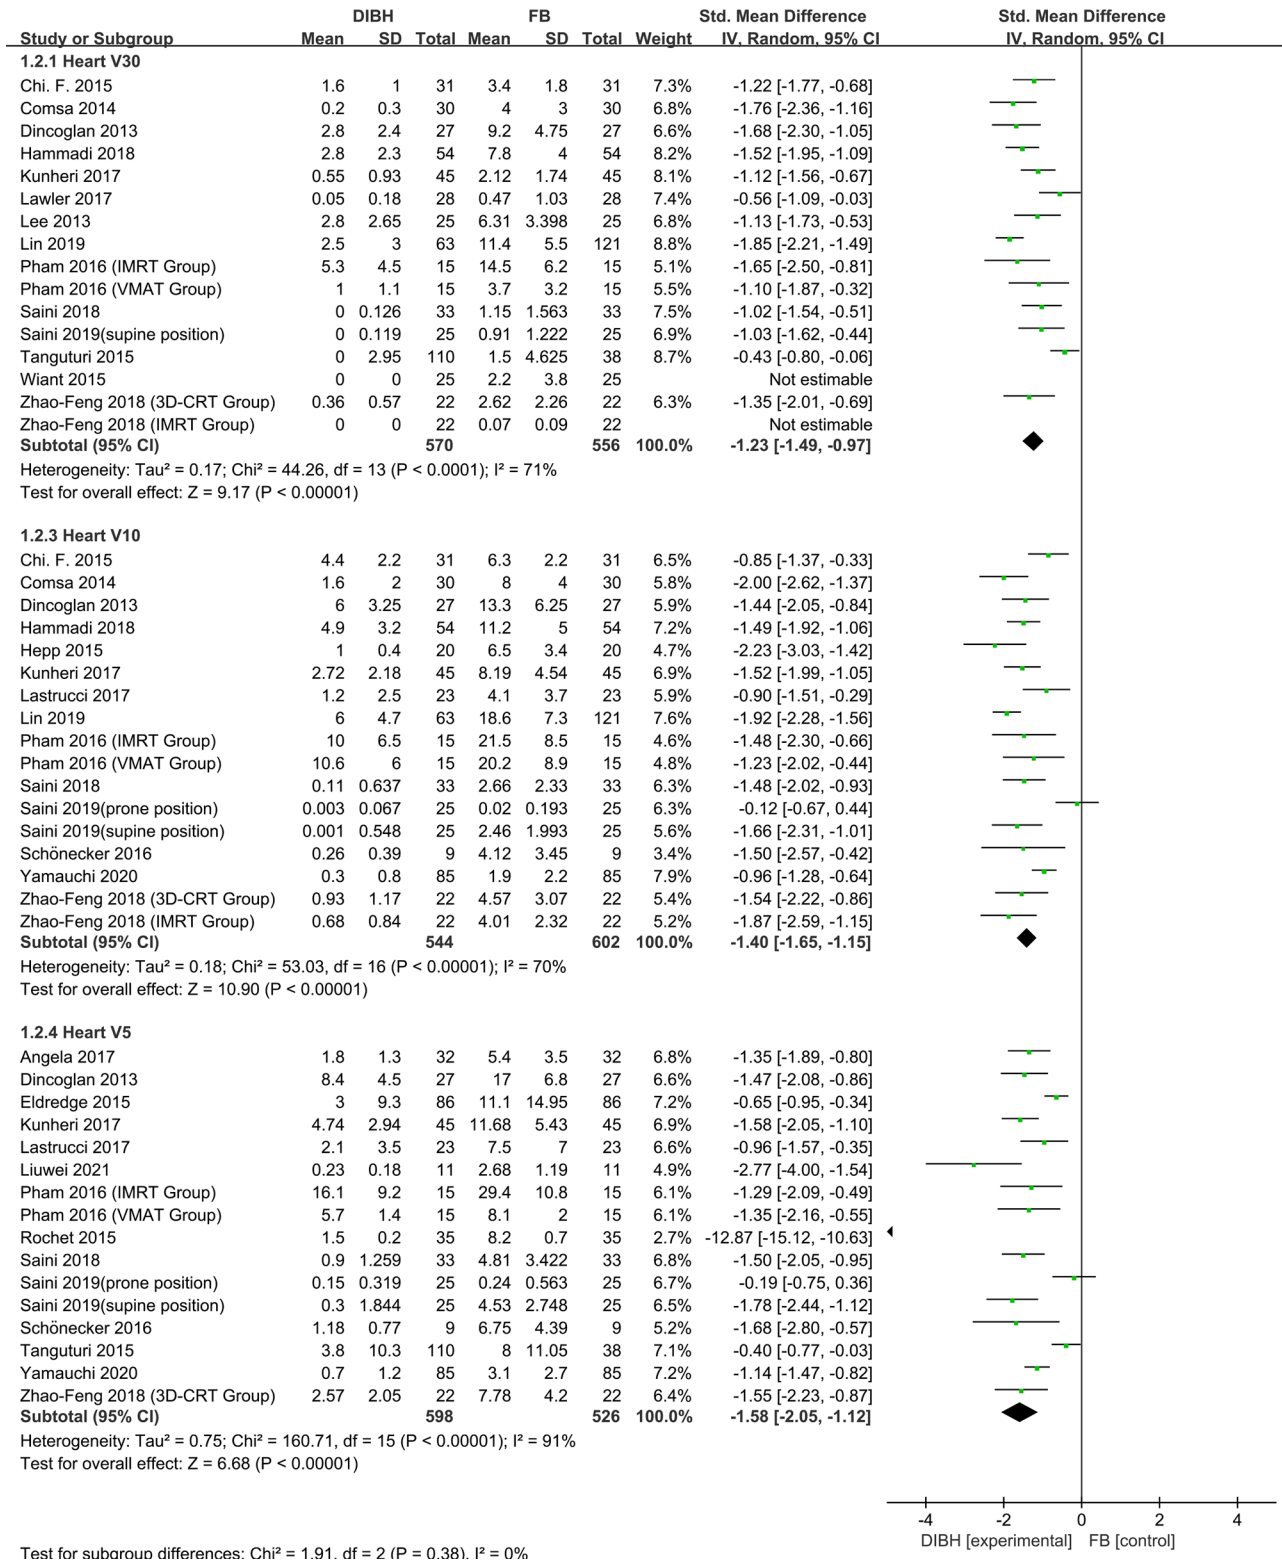 DIBH FB Std. Mean Difference Std. Mean Difference
Study or Subgroup Mean SD Total Mean SD Total Weight IV, Random, 95% CI IV, Random, 95% CI
1.2.1 Heart V30
Chi. F. 2015 1.6 1 31 3.4 1.8 31 7.3% -1.22 [-1.77, -0.68]
Comsa 2014 0.2 0.3 30 4 3 30 6.8% -1.76 [-2.36, -1.16]
Dincoglan 2013 2.8 2.4 27 9.2 4.75 27 6.6% -1.68 [-2.30, -1.05]
Hammadi 2018 2.8 2.3 54 7.8 4 54 8.2% -1.52 [-1.95, -1.09]
Kunheri 2017 0.55 0.93 45 2.12 1.74 45 8.1% -1.12 [-1.56, -0.67]
Lawler 2017 0.05 0.18 28 0.47 1.03 28 7.4% -0.56 [-1.09, -0.03]
Lee 2013 2.8 2.65 25 6.31 3.398 25 6.8% -1.13 [-1.73, -0.53]
Lin 2019 2.5 3 63 11.4 5.5 121 8.8% -1.85 [-2.21, -1.49]
Pham 2016 (IMRT Group) 5.3 4.5 15 14.5 6.2 15 5.1% -1.65 [-2.50, -0.81]
Pham 2016 (VMAT Group) 1 1.1 15 3.7 3.2 15 5.5% -1.10 [-1.87, -0.32]
Saini 2018 0 0.126 33 1.15 1.563 33 7.5% -1.02 [-1.54, -0.51]
Saini 2019(supine position) 0 0.119 25 0.91 1.222 25 6.9% -1.03 [-1.62, -0.44]
Tanguturi 2015 0 2.95 110 1.5 4.625 38 8.7% -0.43 [-0.80, -0.06]
Wiant 2015 0 0 25 2.2 3.8 25 Not estimable
Zhao-Feng 2018 (3D-CRT Group) 0.36 0.57 22 2.62 2.26 22 6.3% -1.35 [-2.01, -0.69]
Zhao-Feng 2018 (IMRT Group) 0 0 22 0.07 0.09 22 Not estimable
Subtotal (95% CI) 570 556 100.0% -1.23 [-1.49, -0.97]
Heterogeneity: Tau² = 0.17; Chi² = 44.26, df = 13 (P < 0.0001); I² = 71%
Test for overall effect: Z = 9.17 (P < 0.00001)
1.2.3 Heart V10
Chi. F. 2015 4.4 2.2 31 6.3 2.2 31 6.5% -0.85 [-1.37, -0.33]
Comsa 2014 1.6 2 30 8 4 30 5.8% -2.00 [-2.62, -1.37]
Dincoglan 2013 6 3.25 27 13.3 6.25 27 5.9% -1.44 [-2.05, -0.84]
Hammadi 2018 4.9 3.2 54 11.2 5 54 7.2% -1.49 [-1.92, -1.06]
Hepp 2015 1 0.4 20 6.5 3.4 20 4.7% -2.23 [-3.03, -1.42]
Kunheri 2017 2.72 2.18 45 8.19 4.54 45 6.9% -1.52 [-1.99, -1.05]
Lastrucci 2017 1.2 2.5 23 4.1 3.7 23 5.9% -0.90 [-1.51, -0.29]
Lin 2019 6 4.7 63 18.6 7.3 121 7.6% -1.92 [-2.28, -1.56]
Pham 2016 (IMRT Group) 10 6.5 15 21.5 8.5 15 4.6% -1.48 [-2.30, -0.66]
Pham 2016 (VMAT Group) 10.6 6 15 20.2 8.9 15 4.8% -1.23 [-2.02, -0.44]
Saini 2018 0.11 0.637 33 2.66 2.33 33 6.3% -1.48 [-2.02, -0.93]
Saini 2019(prone position) 0.003 0.067 25 0.02 0.193 25 6.3% -0.12 [-0.67, 0.44]
Saini 2019(supine position) 0.001 0.548 25 2.46 1.993 25 5.6% -1.66 [-2.31, -1.01]
Schönecker 2016 0.26 0.39 9 4.12 3.45 9 3.4% -1.50 [-2.57, -0.42]
Yamauchi 2020 0.3 0.8 85 1.9 2.2 85 7.9% -0.96 [-1.28, -0.64]
Zhao-Feng 2018 (3D-CRT Group) 0.93 1.17 22 4.57 3.07 22 5.4% -1.54 [-2.22, -0.86]
Zhao-Feng 2018 (IMRT Group) 0.68 0.84 22 4.01 2.32 22 5.2% -1.87 [-2.59, -1.15]
Subtotal (95% CI) 544 602 100.0% -1.40 [-1.65, -1.15]
Heterogeneity: Tau² = 0.18; Chi² = 53.03, df = 16 (P < 0.00001); I² = 70%
Test for overall effect: Z = 10.90 (P < 0.00001)
1.2.4 Heart V5
Angela 2017 1.8 1.3 32 5.4 3.5 32 6.8% -1.35 [-1.89, -0.80]
Dincoglan 2013 8.4 4.5 27 17 6.8 27 6.6% -1.47 [-2.08, -0.86]
Eldredge 2015 3 9.3 86 11.1 14.95 86 7.2% -0.65 [-0.95, -0.34]
Kunheri 2017 4.74 2.94 45 11.68 5.43 45 6.9% -1.58 [-2.05, -1.10]
Lastrucci 2017 2.1 3.5 23 7.5 7 23 6.6% -0.96 [-1.57, -0.35]
Liuwei 2021 0.23 0.18 11 2.68 1.19 11 4.9% -2.77 [-4.00, -1.54]
Pham 2016 (IMRT Group) 16.1 9.2 15 29.4 10.8 15 6.1% -1.29 [-2.09, -0.49]
Pham 2016 (VMAT Group) 5.7 1.4 15 8.1 2 15 6.1% -1.35 [-2.16, -0.55]
Rochet 2015 1.5 0.2 35 8.2 0.7 35 2.7% -12.87 [-15.12, -10.63]
Saini 2018 0.9 1.259 33 4.81 3.422 33 6.8% -1.50 [-2.05, -0.95]
Saini 2019(prone position) 0.15 0.319 25 0.24 0.563 25 6.7% -0.19 [-0.75, 0.36]
Saini 2019(supine position) 0.3 1.844 25 4.53 2.748 25 6.5% -1.78 [-2.44, -1.12]
Schönecker 2016 1.18 0.77 9 6.75 4.39 9 5.2% -1.68 [-2.80, -0.57]
Tanguturi 2015 3.8 10.3 110 8 11.05 38 7.1% -0.40 [-0.77, -0.03]
Yamauchi 2020 0.7 1.2 85 3.1 2.7 85 7.2% -1.14 [-1.47, -0.82]
Zhao-Feng 2018 (3D-CRT Group) 2.57 2.05 22 7.78 4.2 22 6.4% -1.55 [-2.23, -0.87]
Subtotal (95% CI) 598 526 100.0% -1.58 [-2.05, -1.12]
Heterogeneity: Tau² = 0.75; Chi² = 160.71, df = 15 (P < 0.00001); I² = 91%
Test for overall effect: Z = 6.68 (P < 0.00001)
-4 -2 0 2 4
DIBH [experimental] FB [control]
Test for subgroup differences: Chi² = 1.91, df = 2 (P = 0.38), I² = 0%